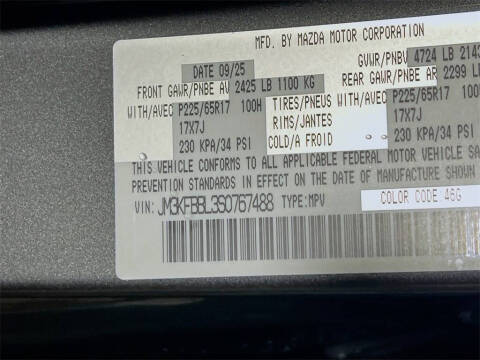 MFD. BY MAZDA MOTOR CORPORATION
DATE 09/25 GVWR/PNBV 4724 LB 2143
FRONT GAWR/PNBE AV 2425 LB 1100 KG REAR GAWR/PNBE AR 2299 LB
WITH/AVEC P225/65R17 100H TIRES/PNEUS WITH/AVEC P225/65R17 100H
17X7J RIMS/JANTES 17X7J
230 KPA/34 PSI COLD/A FROID 230 KPA/34 PSI
THIS VEHICLE CONFORMS TO ALL APPLICABLE FEDERAL MOTOR VEHICLE SA
PREVENTION STANDARDS IN EFFECT ON THE DATE OF MANUFACTURE SHOWN
VIN: JM3KFBBL3S0767488 TYPE: MPV COLOR CODE 46G